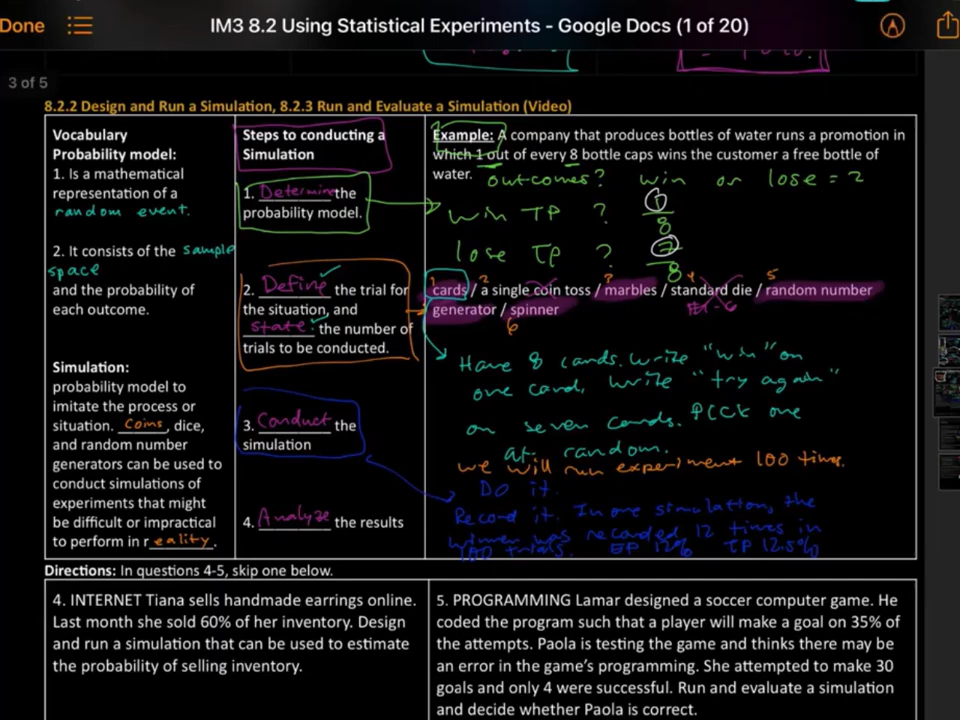 Done
IM3 8.2 Using Statistical Experiments - Google Docs (1 of 20)
3 of 5
8.2.2 Design and Run a Simulation, 8.2.3 Run and Evaluate a Simulation (Video)
Vocabulary
Probability model:
1. Is a mathematical
representation of a
random event.
2. It consists of the sample
space
and the probability of
each outcome.
Simulation:
probability model to
imitate the process or
situation. Coins, dice,
and random number
generators can be used to
conduct simulations of
experiments that might
be difficult or impractical
to perform in reality.
Steps to conducting a
Simulation
1. Determine the
probability model.
2. Define the trial for
the situation, and
state the number of
trials to be conducted.
3. Conduct the
simulation
4. Analyze the results
Example: A company that produces bottles of water runs a promotion in
which 1 out of every 8 bottle caps wins the customer a free bottle of
water.
outcomes? win or lose = 2
win TP ? 1/8
lose TP ? 7/8
1 2 3 4 5
cards / a single coin toss / marbles / standard die / random number
generator / spinner
6
Have 8 cards. Write "win" on
one card, write "try again"
on seven cards. Pick one
at random.
we will run experiment 100 times.
Do it.
Record it. In one simulation, the
winner was recorded 12 times in
100 trials. EP 12% TP 12.5%
Directions: In questions 4-5, skip one below.
4. INTERNET Tiana sells handmade earrings online.
Last month she sold 60% of her inventory. Design
and run a simulation that can be used to estimate
the probability of selling inventory.
5. PROGRAMMING Lamar designed a soccer computer game. He
coded the program such that a player will make a goal on 35% of
the attempts. Paola is testing the game and thinks there may be
an error in the game's programming. She attempted to make 30
goals and only 4 were successful. Run and evaluate a simulation
and decide whether Paola is correct.